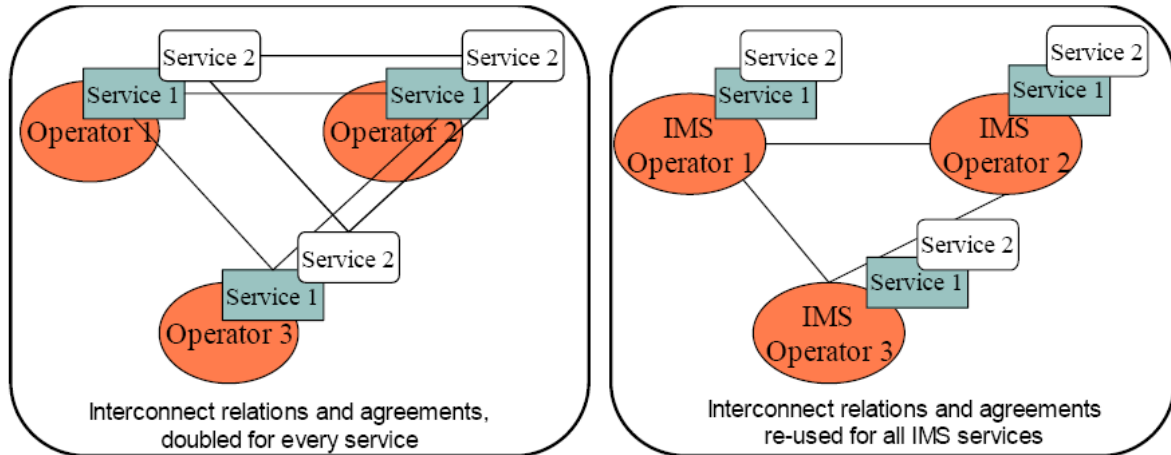 Service 2
Service 1
Operator 1
Service 2
Service 1
Operator 2
Service 2
Service 1
Operator 3
Interconnect relations and agreements,
doubled for every service
Service 2
Service 1
IMS
Operator 1
Service 2
Service 1
IMS
Operator 2
Service 2
Service 1
IMS
Operator 3
Interconnect relations and agreements
re-used for all IMS services